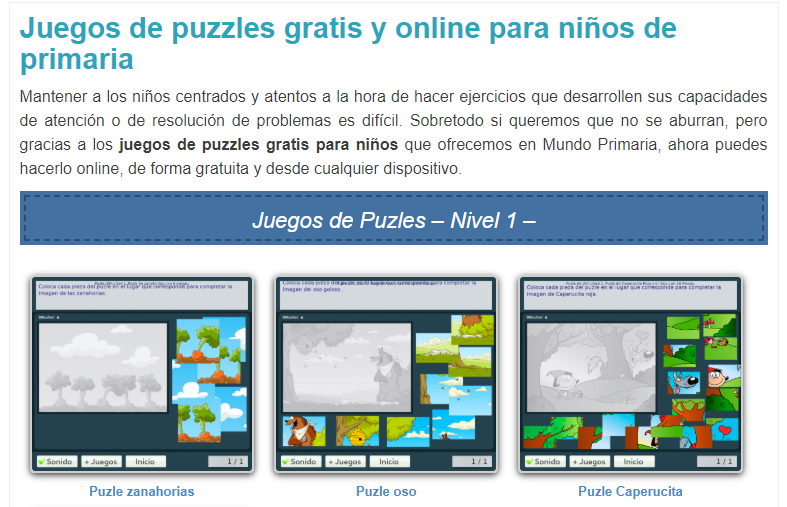 Juegos de puzzles gratis y online para niños de
primaria
Mantener a los niños centrados y atentos a la hora de hacer ejercicios que desarrollen sus capacidades
de atención o de resolución de problemas es difícil. Sobretodo si queremos que no se aburran, pero
gracias a los juegos de puzzles gratis para niños que ofrecemos en Mundo Primaria, ahora puedes
hacerlo online, de forma gratuita y desde cualquier dispositivo.
Juegos de Puzles – Nivel 1 –
Coloca cada pieza del puzle en el lugar que corresponde para completar la
imagen de las zanahorias.
Sonido + Juegos Inicio 1 / 1
Puzle zanahorias
Coloca cada pieza del puzle en el lugar que corresponde para completar la
imagen del oso goloso.
Sonido + Juegos Inicio 1 / 1
Puzle oso
Coloca cada pieza del puzle en el lugar que corresponde para completar la
imagen de Caperucita roja.
Sonido + Juegos Inicio 1 / 1
Puzle Caperucita